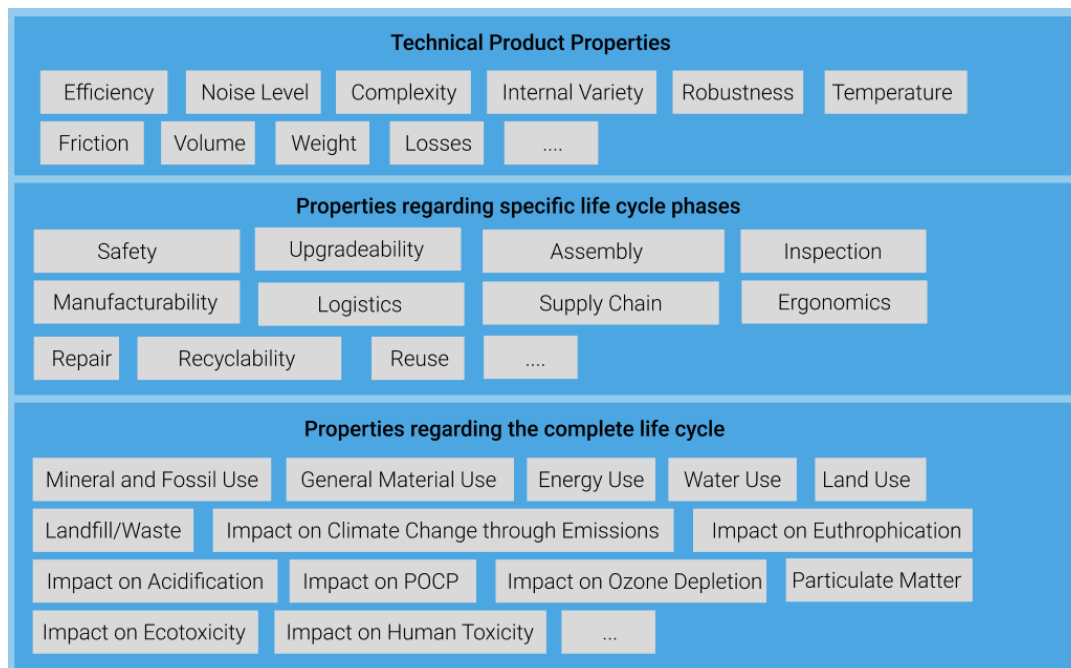 Technical Product Properties
Efficiency Noise Level Complexity Internal Variety Robustness Temperature
Friction Volume Weight Losses ....
Properties regarding specific life cycle phases
Safety Upgradeability Assembly Inspection
Manufacturability Logistics Supply Chain Ergonomics
Repair Recyclability Reuse ....
Properties regarding the complete life cycle
Mineral and Fossil Use General Material Use Energy Use Water Use Land Use
Landfill/Waste Impact on Climate Change through Emissions Impact on Euthrophication
Impact on Acidification Impact on POCP Impact on Ozone Depletion Particulate Matter
Impact on Ecotoxicity Impact on Human Toxicity ...